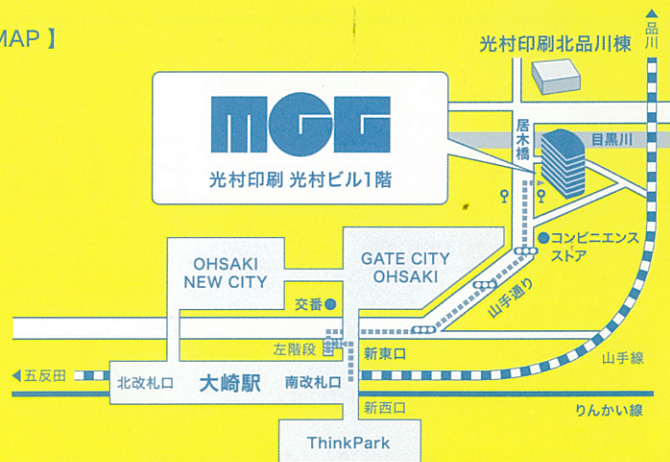 MAP 】
光村印刷北品川棟
品川
MGG
光村印刷 光村ビル1階
居木橋
目黒川
コンビニエンス
ストア
GATE CITY
OHSAKI
OHSAKI
NEW CITY
交番
山手通り
左階段
新東口
山手線
五反田
北改札口
大崎駅
南改札口
新西口
りんかい線
ThinkPark